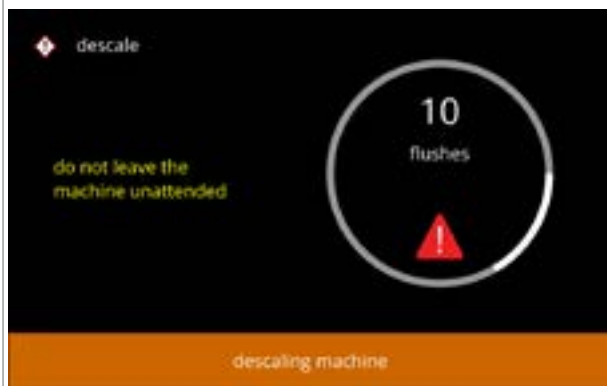 descale
10
flushes
do not leave the
machine unattended
!
descaling machine